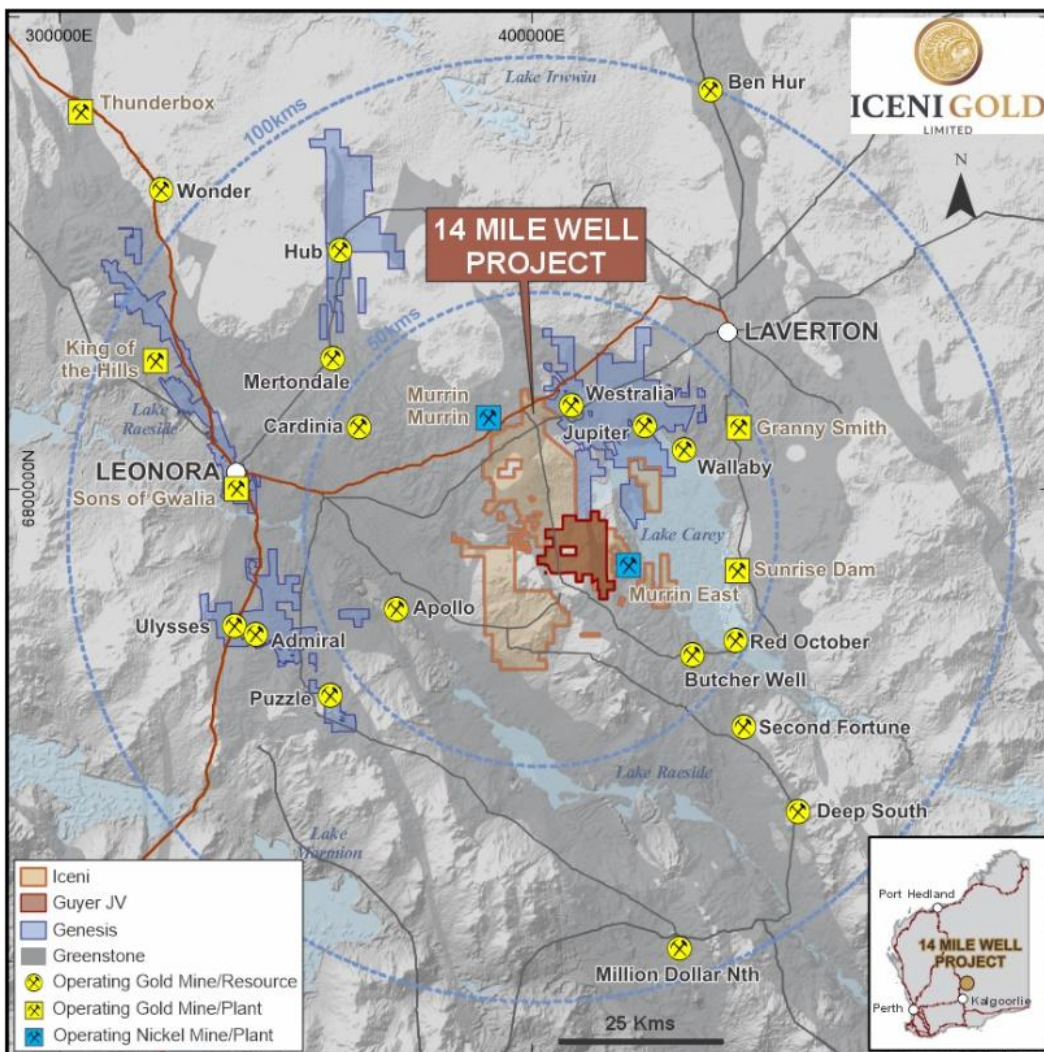 300000E
400000E
6800000N
ICENI GOLD
LIMITED
N
Lake Irwwin
Ben Hur
Thunderbox
100kms
Wonder
14 MILE WELL
PROJECT
Hub
50kms
LAVERTON
King of
the Hills
Mertondale
Murrin
Murrin
Westralia
Lake
Raeside
Cardinia
Jupiter
Granny Smith
Wallaby
LEONORA
Sons of Gwalia
Lake Carey
Sunrise Dam
Murrin East
Ulysses
Admiral
Apollo
Red October
Butcher Well
Puzzle
Second Fortune
Lake Raeside
Deep South
Lake
Marmion
Million Dollar Nth
25 Kms
Iceni
Guyer JV
Genesis
Greenstone
Operating Gold Mine/Resource
Operating Gold Mine/Plant
Operating Nickel Mine/Plant
Port Hedland
14 MILE WELL
PROJECT
Kalgoorlie
Perth